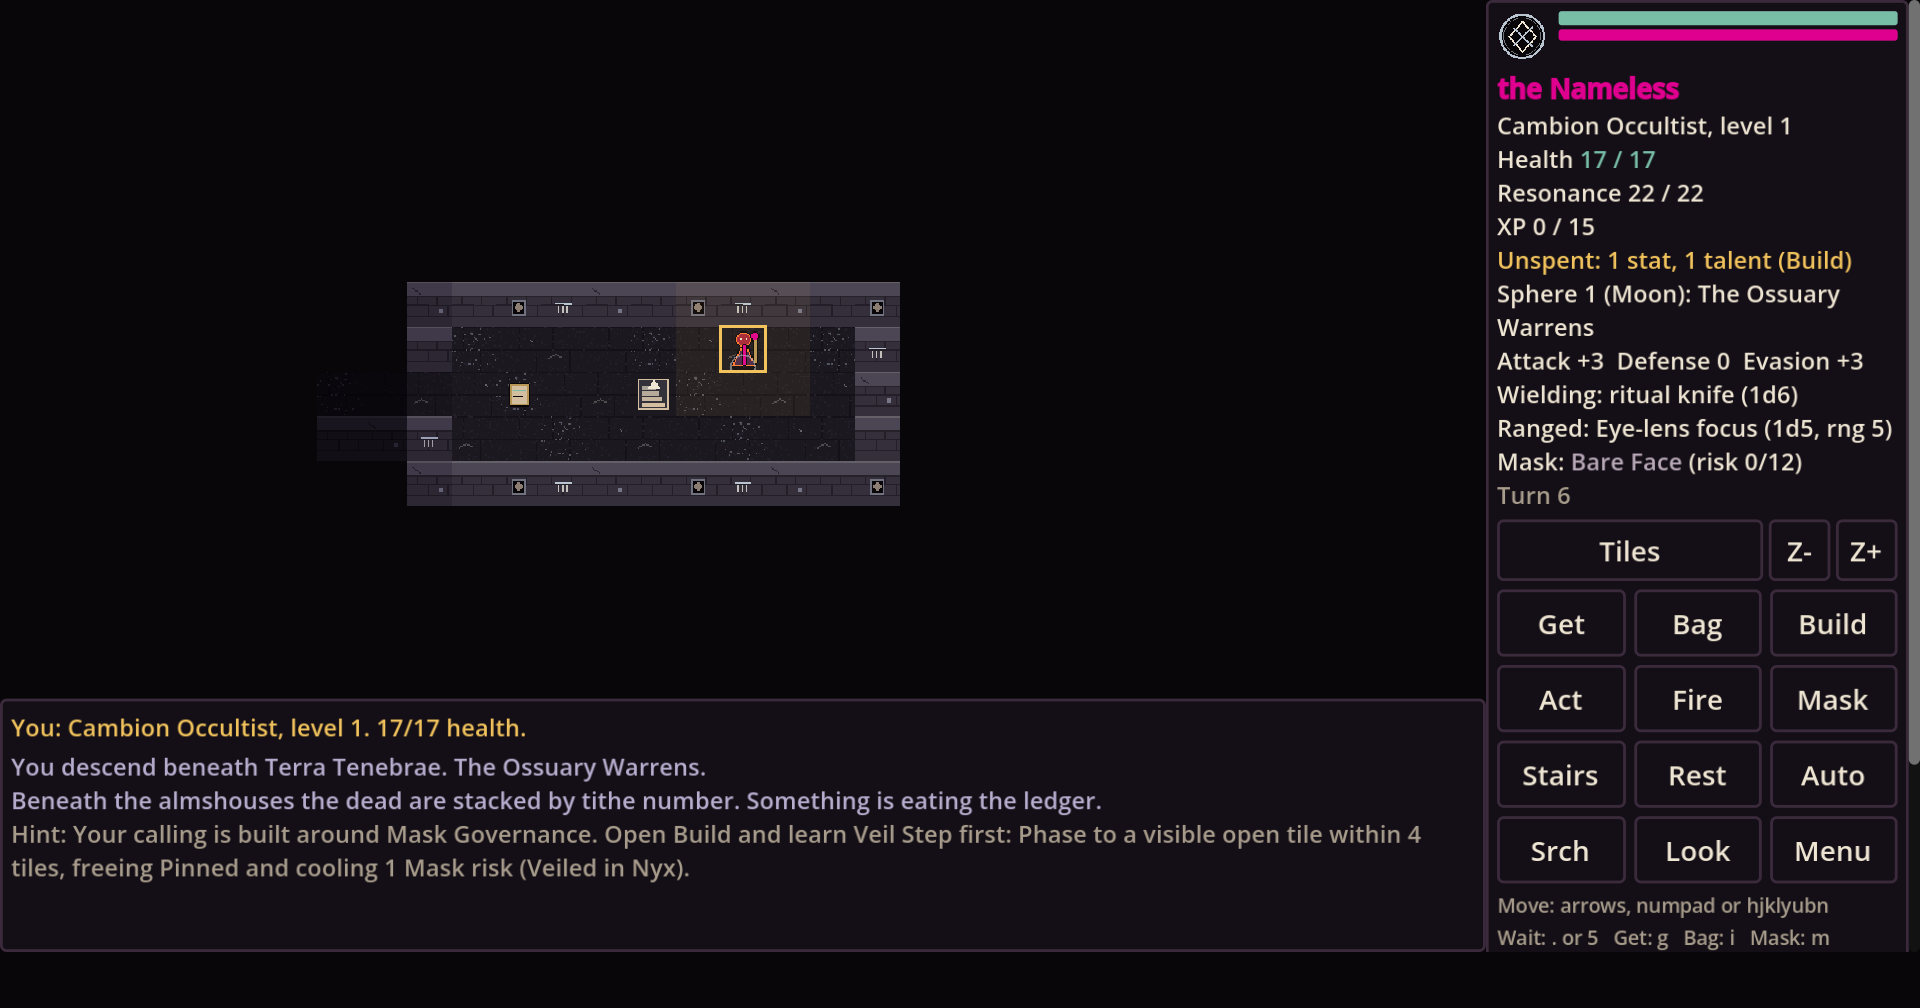 the Nameless
Cambion Occultist, level 1
Health 17 / 17
Resonance 22 / 22
XP 0 / 15
Unspent: 1 stat, 1 talent (Build)
Sphere 1 (Moon): The Ossuary
Warrens
Attack +3 Defense 0 Evasion +3
Wielding: ritual knife (1d6)
Ranged: Eye-lens focus (1d5, rng 5)
Mask: Bare Face (risk 0/12)
Turn 6
Tiles Z- Z+
Get Bag Build
Act Fire Mask
Stairs Rest Auto
Srch Look Menu
Move: arrows, numpad or hjklyubn
Wait: . or 5 Get: g Bag: i Mask: m
You: Cambion Occultist, level 1. 17/17 health.
You descend beneath Terra Tenebrae. The Ossuary Warrens.
Beneath the almshouses the dead are stacked by tithe number. Something is eating the ledger.
Hint: Your calling is built around Mask Governance. Open Build and learn Veil Step first: Phase to a visible open tile within 4
tiles, freeing Pinned and cooling 1 Mask risk (Veiled in Nyx).